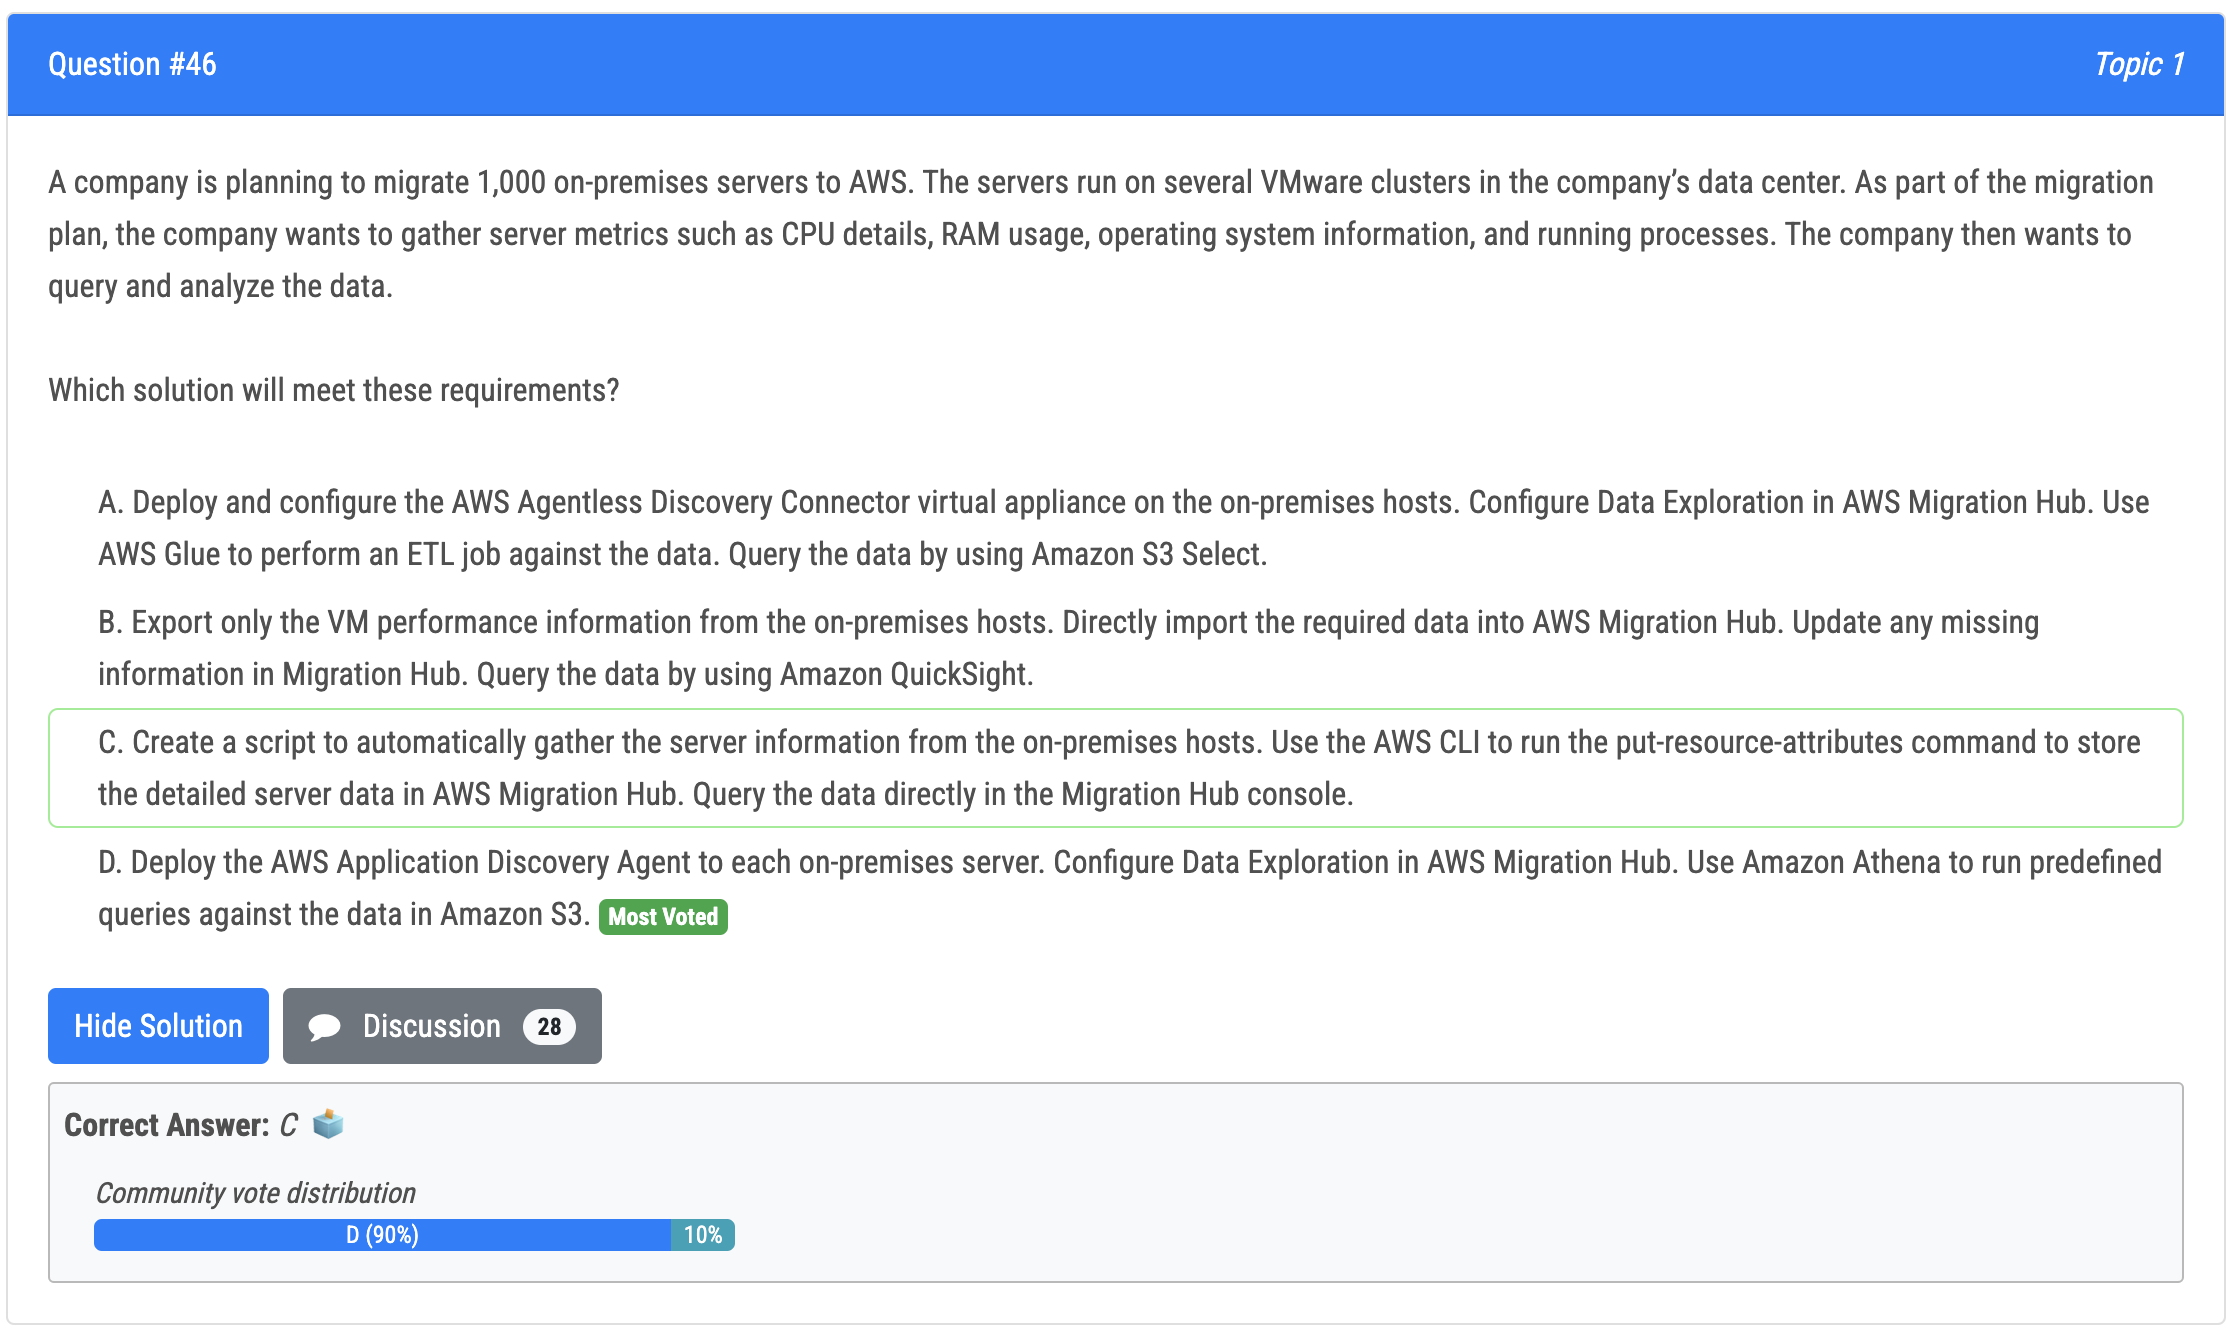 Question #46
Topic 1
A company is planning to migrate 1,000 on-premises servers to AWS. The servers run on several VMware clusters in the company’s data center. As part of the migration
plan, the company wants to gather server metrics such as CPU details, RAM usage, operating system information, and running processes. The company then wants to
query and analyze the data.
Which solution will meet these requirements?
A. Deploy and configure the AWS Agentless Discovery Connector virtual appliance on the on-premises hosts. Configure Data Exploration in AWS Migration Hub. Use
AWS Glue to perform an ETL job against the data. Query the data by using Amazon S3 Select.
B. Export only the VM performance information from the on-premises hosts. Directly import the required data into AWS Migration Hub. Update any missing
information in Migration Hub. Query the data by using Amazon QuickSight.
C. Create a script to automatically gather the server information from the on-premises hosts. Use the AWS CLI to run the put-resource-attributes command to store
the detailed server data in AWS Migration Hub. Query the data directly in the Migration Hub console.
D. Deploy the AWS Application Discovery Agent to each on-premises server. Configure Data Exploration in AWS Migration Hub. Use Amazon Athena to run predefined
queries against the data in Amazon S3. Most Voted
Hide Solution
Discussion 28
Correct Answer: C
Community vote distribution
D (90%) 10%